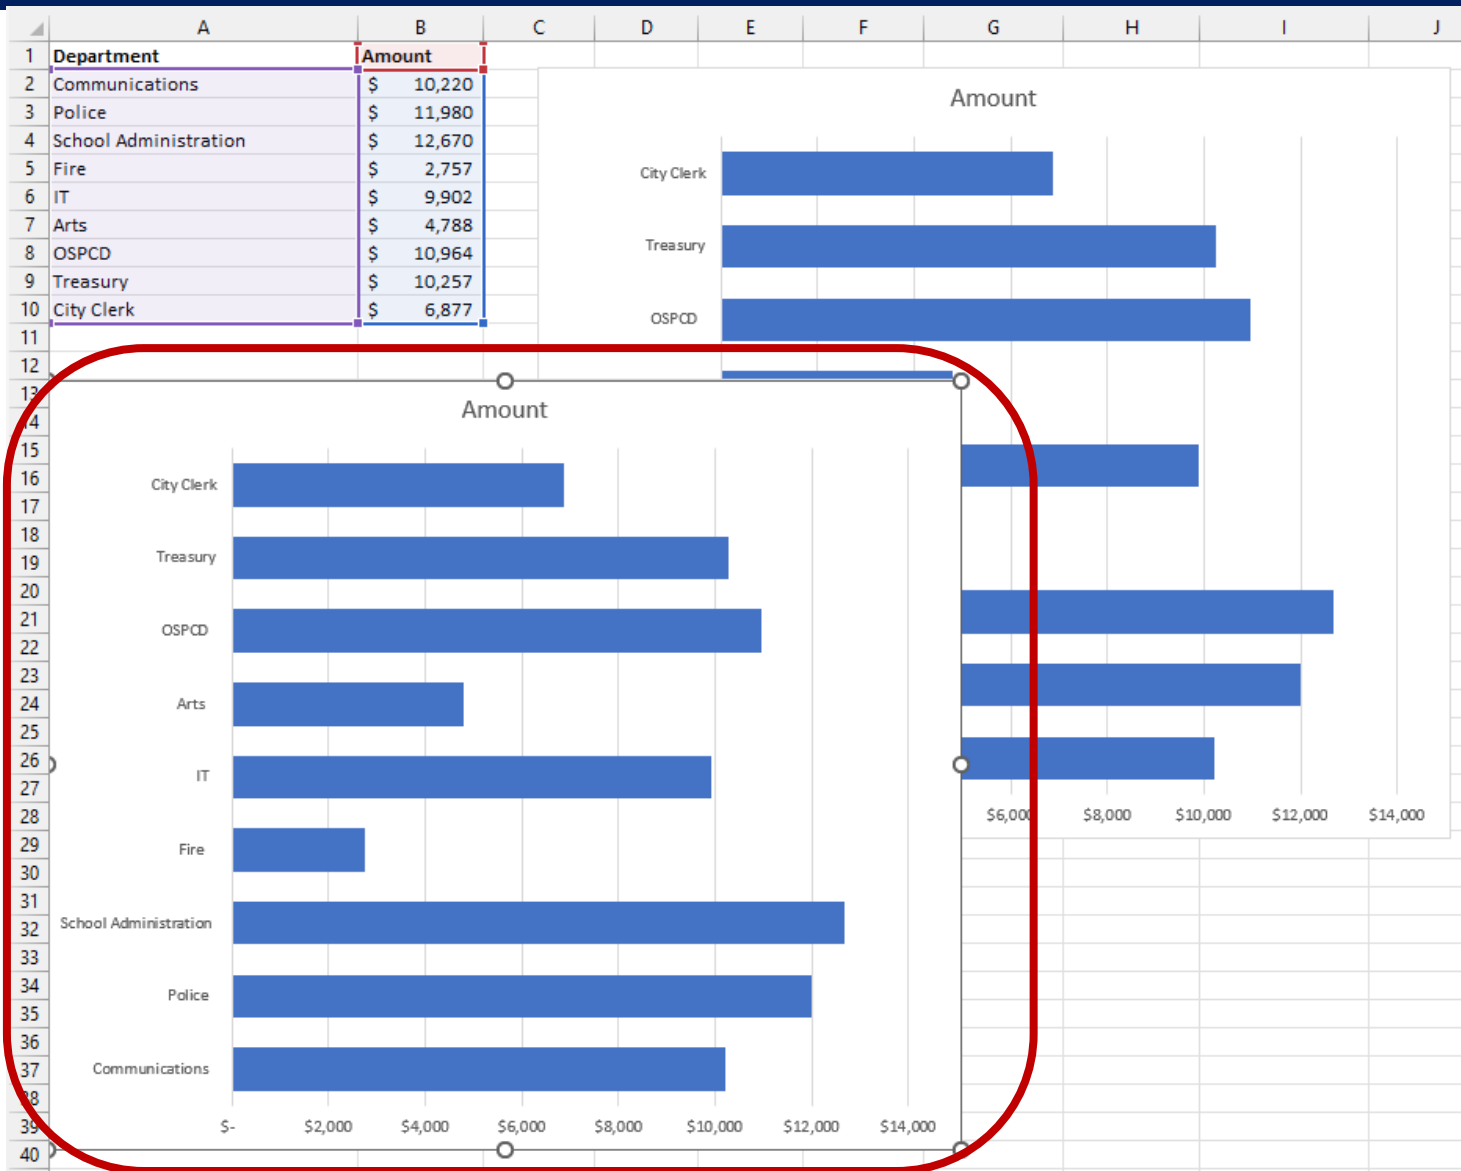 A B C D E F G H I J
1 Department Amount
2 Communications $ 10,220
3 Police $ 11,980
4 School Administration $ 12,670
5 Fire $ 2,757
6 IT $ 9,902
7 Arts $ 4,788
8 OSPCD $ 10,964
9 Treasury $ 10,257
10 City Clerk $ 6,877
11
12
13
14
15
16
17
18
19
20
21
22
23
24
25
26
27
28
29
30
31
32
33
34
35
36
37
38
39
40
Amount
City Clerk
Treasury
OSPCD
$6,000 $8,000 $10,000 $12,000 $14,000
Amount
City Clerk
Treasury
OSPCD
Arts
IT
Fire
School Administration
Police
Communications
$- $2,000 $4,000 $6,000 $8,000 $10,000 $12,000 $14,000